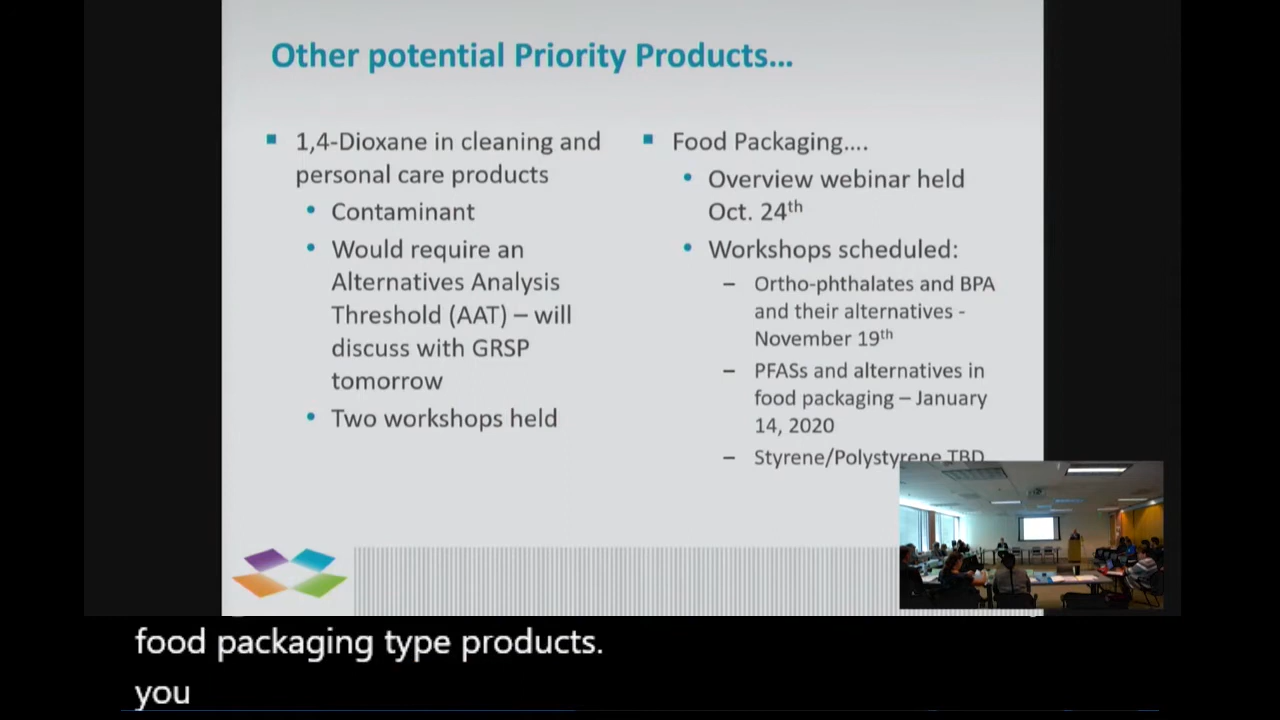 Other potential Priority Products...
1,4-Dioxane in cleaning and
personal care products
Contaminant
Would require an
Alternatives Analysis
Threshold (AAT) – will
discuss with GRSP
tomorrow
Two workshops held
Food Packaging....
Overview webinar held
Oct. 24th
Workshops scheduled:
– Ortho-phthalates and BPA
and their alternatives -
November 19th
– PFASs and alternatives in
food packaging – January
14, 2020
– Styrene/Polystyrene TBD
food packaging type products.
you